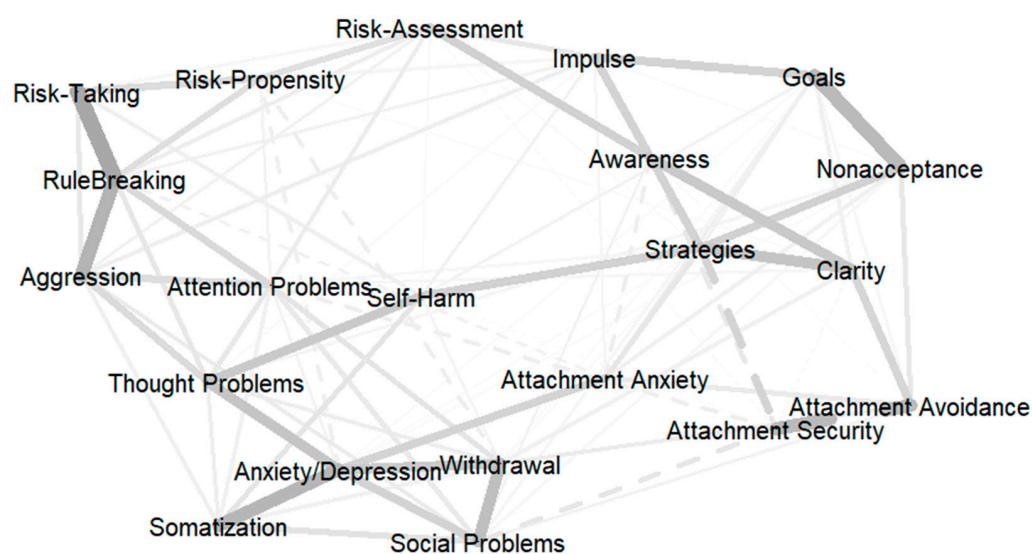 Risk-Assessment
Impulse
Goals
Risk-Propensity
Risk-Taking
Awareness
Nonacceptance
RuleBreaking
Strategies
Clarity
Aggression
Attention Problems
Self-Harm
Thought Problems
Attachment Anxiety
Attachment Avoidance
Attachment Security
Anxiety/Depression
Withdrawal
Somatization
Social Problems